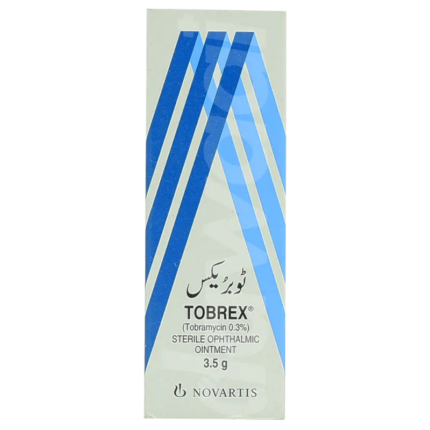 ٹوبریکس
TOBREX®
(Tobramycin 0.3%)
STERILE OPHTHALMIC
OINTMENT
3.5 g
NOVARTIS